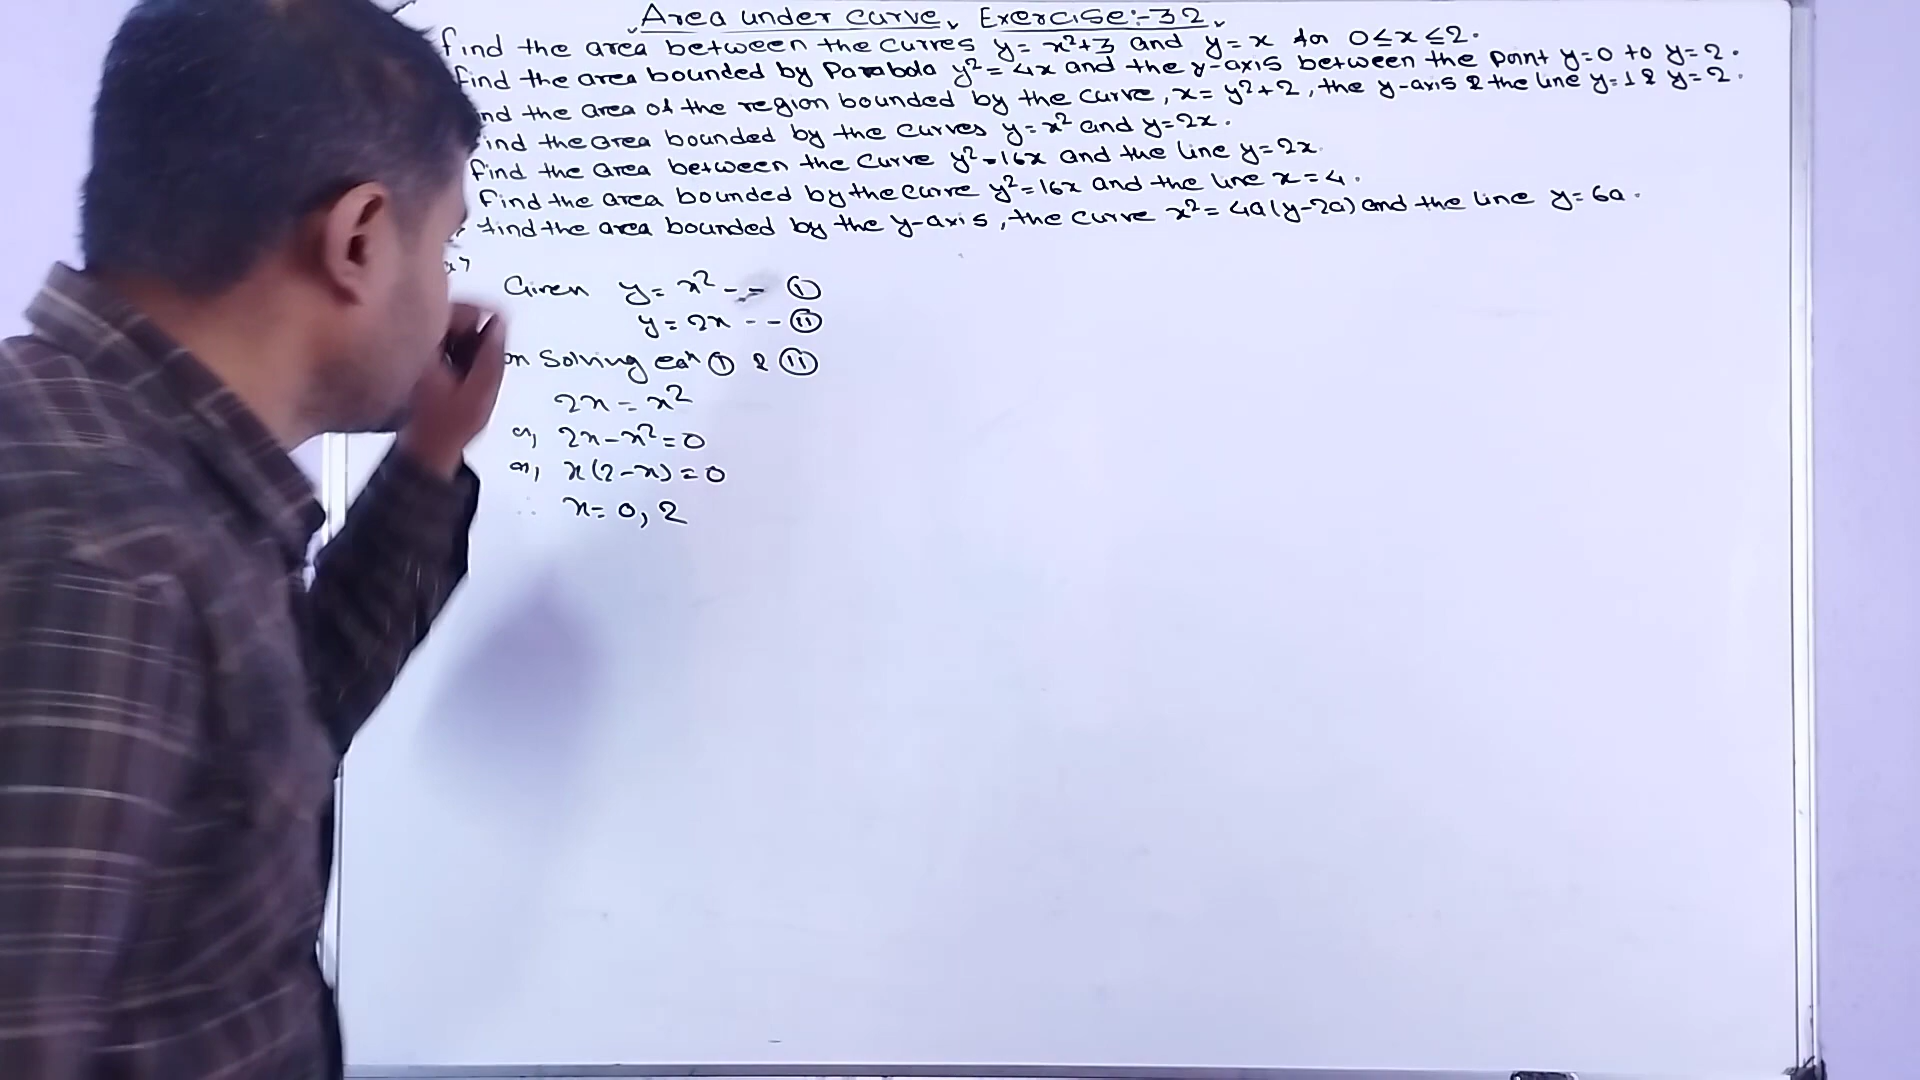 Area under curve, Exercise:-32,
find the area between the curves y = x²+3 and y = x for 0≤x≤2.
find the area bounded by Parabola y² = 4x and the y-axis between the point y=0 to y=2.
nd the area of the region bounded by the curve, x = y²+2, the y-axis & the line y=1 & y=2.
ind the area bounded by the curves y=x² and y=2x.
find the area between the curve y²=16x and the line y=2x.
find the area bounded by the curve y²=16x and the line x=4.
find the area bounded by the y-axis, the curve x² = 4a(y-2a) and the line y=6a.
Given y = x² -- (i)
y = 2x -- (ii)
on Solving eqn (i) & (ii)
2x = x²
or, 2x-x²=0
or, x(2-x)=0
∴ x = 0, 2